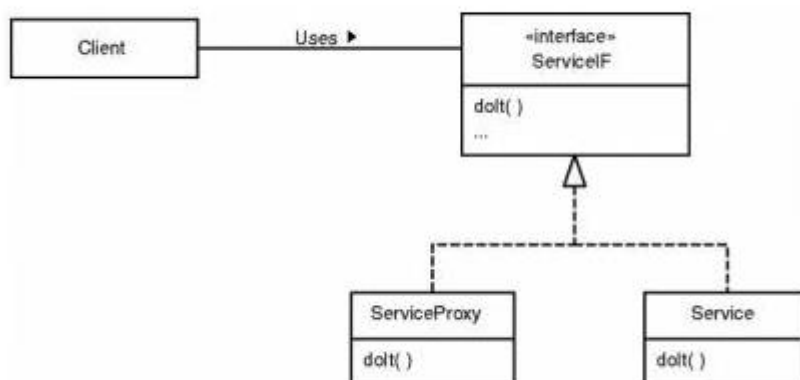 Client
Uses ▶
«interface»
ServiceIF
doIt( )
...
ServiceProxy
Service
doIt( )
doIt( )